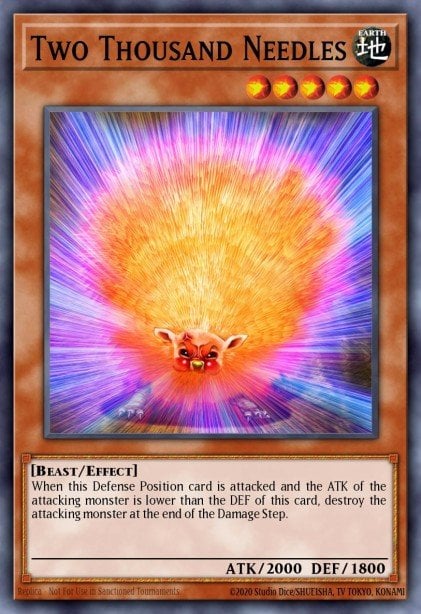 Two Thousand Needles
EARTH
地
[Beast/Effect]
When this Defense Position card is attacked and the ATK of the
attacking monster is lower than the DEF of this card, destroy the
attacking monster at the end of the Damage Step.
ATK/2000 DEF/1800
Replica - Not For Use in Sanctioned Tournaments
©2020 Studio Dice/SHUEISHA, TV TOKYO, KONAMI